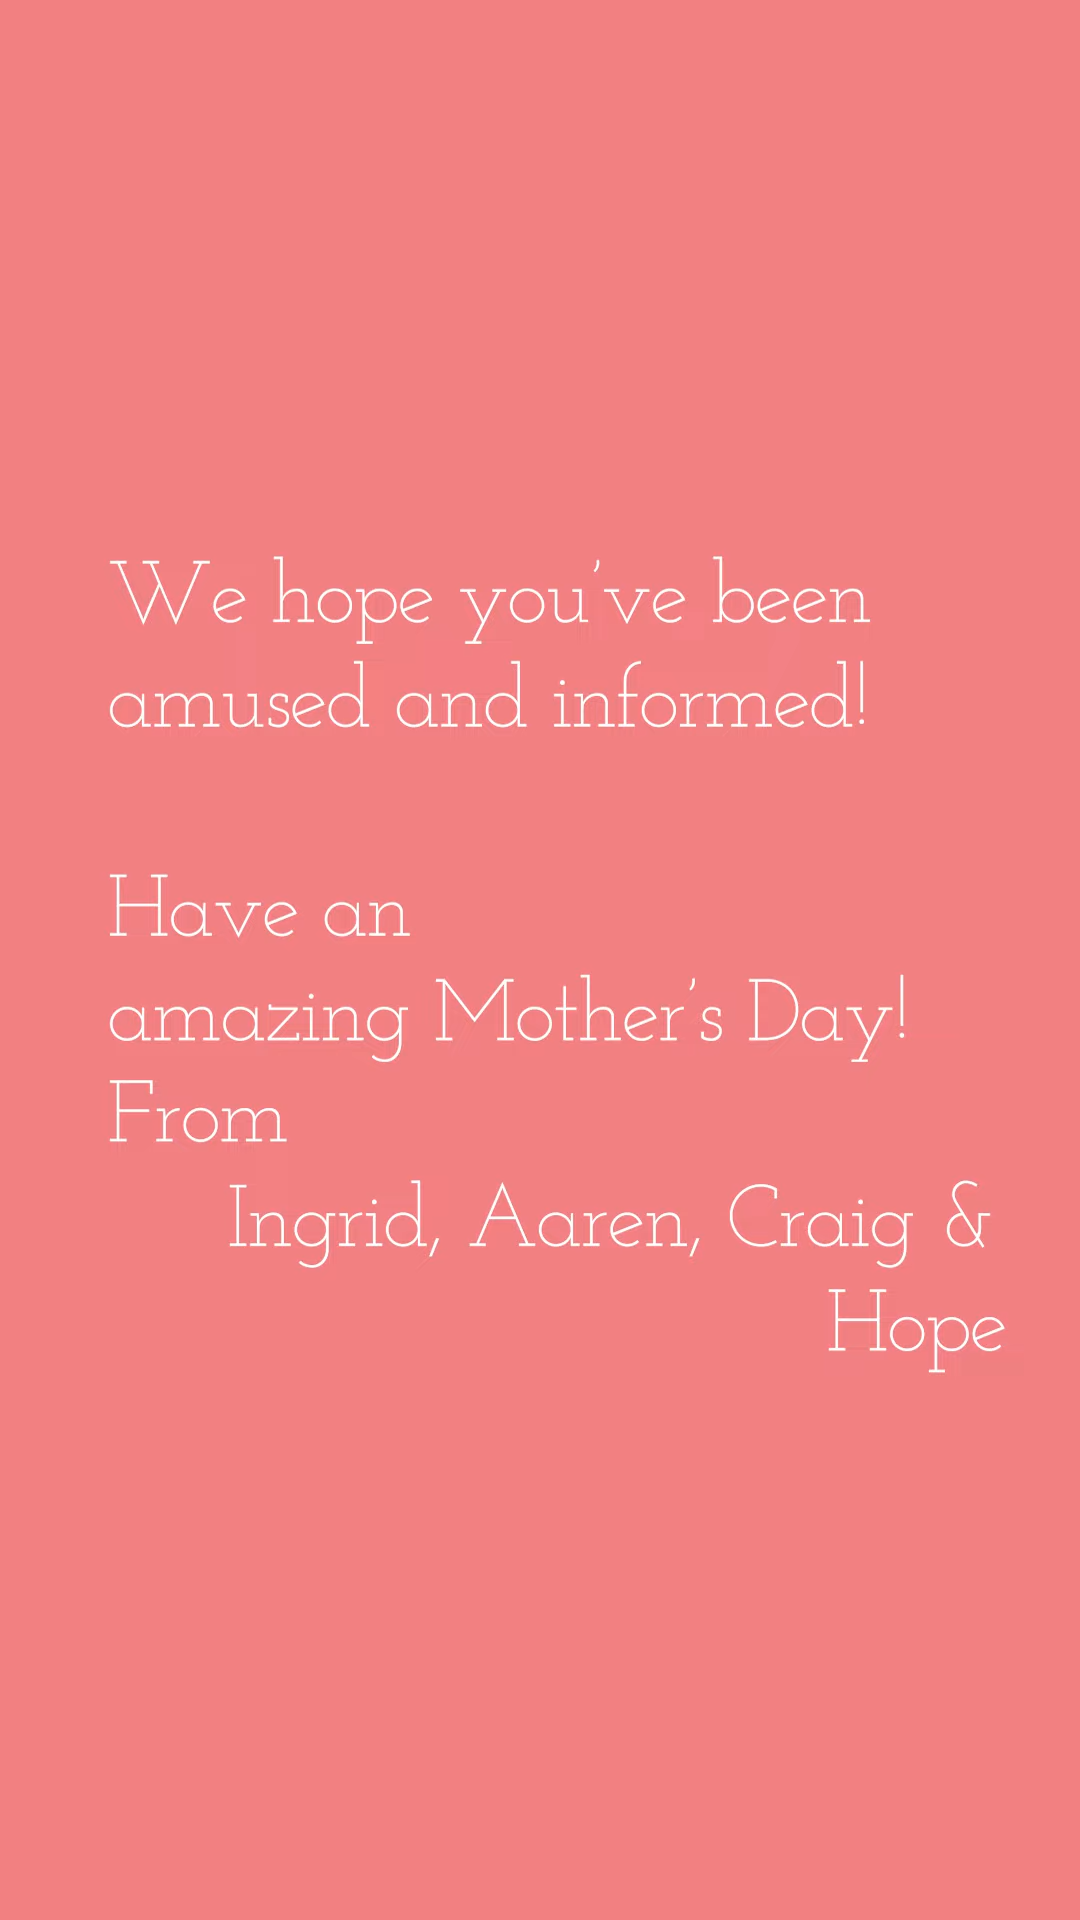 We hope you've been
amused and informed!
Have an
amazing Mother's Day!
From
Ingrid, Aaren, Craig &
Hope